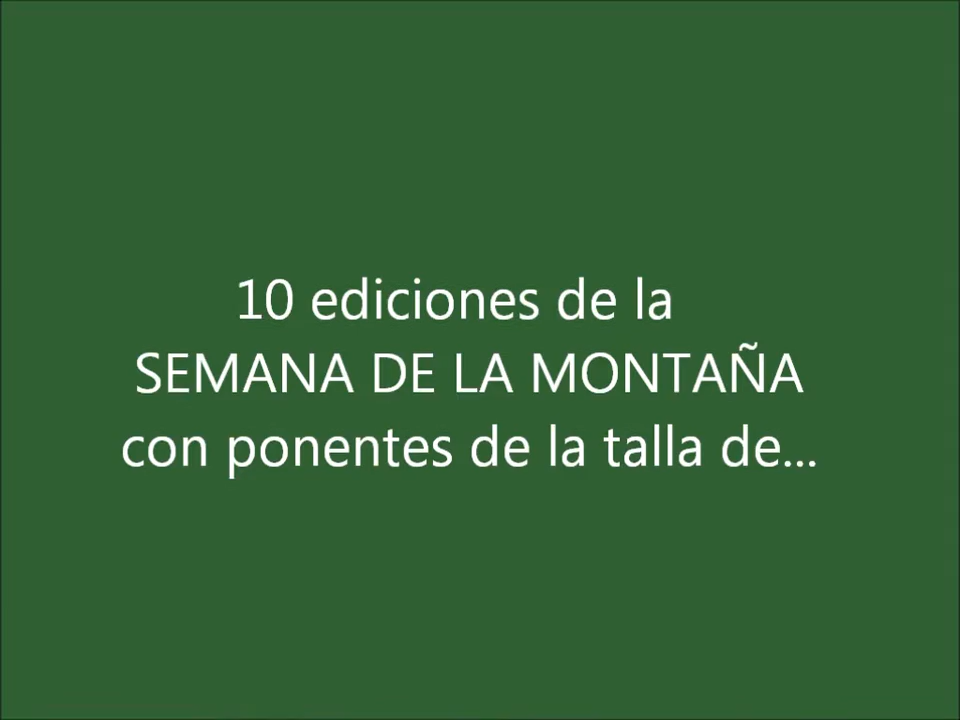 10 ediciones de la
SEMANA DE LA MONTAÑA
con ponentes de la talla de...